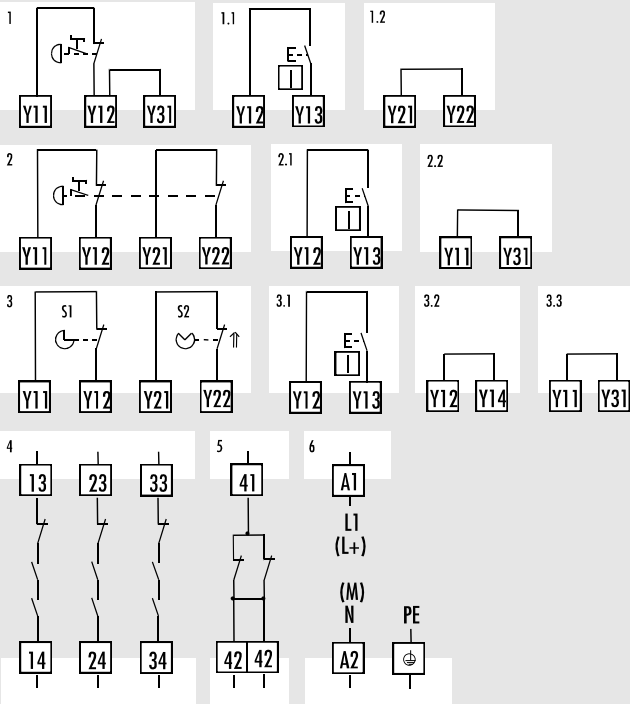 1 1.1 1.2
E
Y11 Y12 Y31 Y12 Y13 Y21 Y22
2 2.1 2.2
E
Y11 Y12 Y21 Y22 Y12 Y13 Y11 Y31
3 S1 S2 3.1 3.2 3.3
E
Y11 Y12 Y21 Y22 Y12 Y13 Y12 Y14 Y11 Y31
4 5 6
13 23 33 41 A1
L1
(L+)
(M)
N PE
14 24 34 42 42 A2